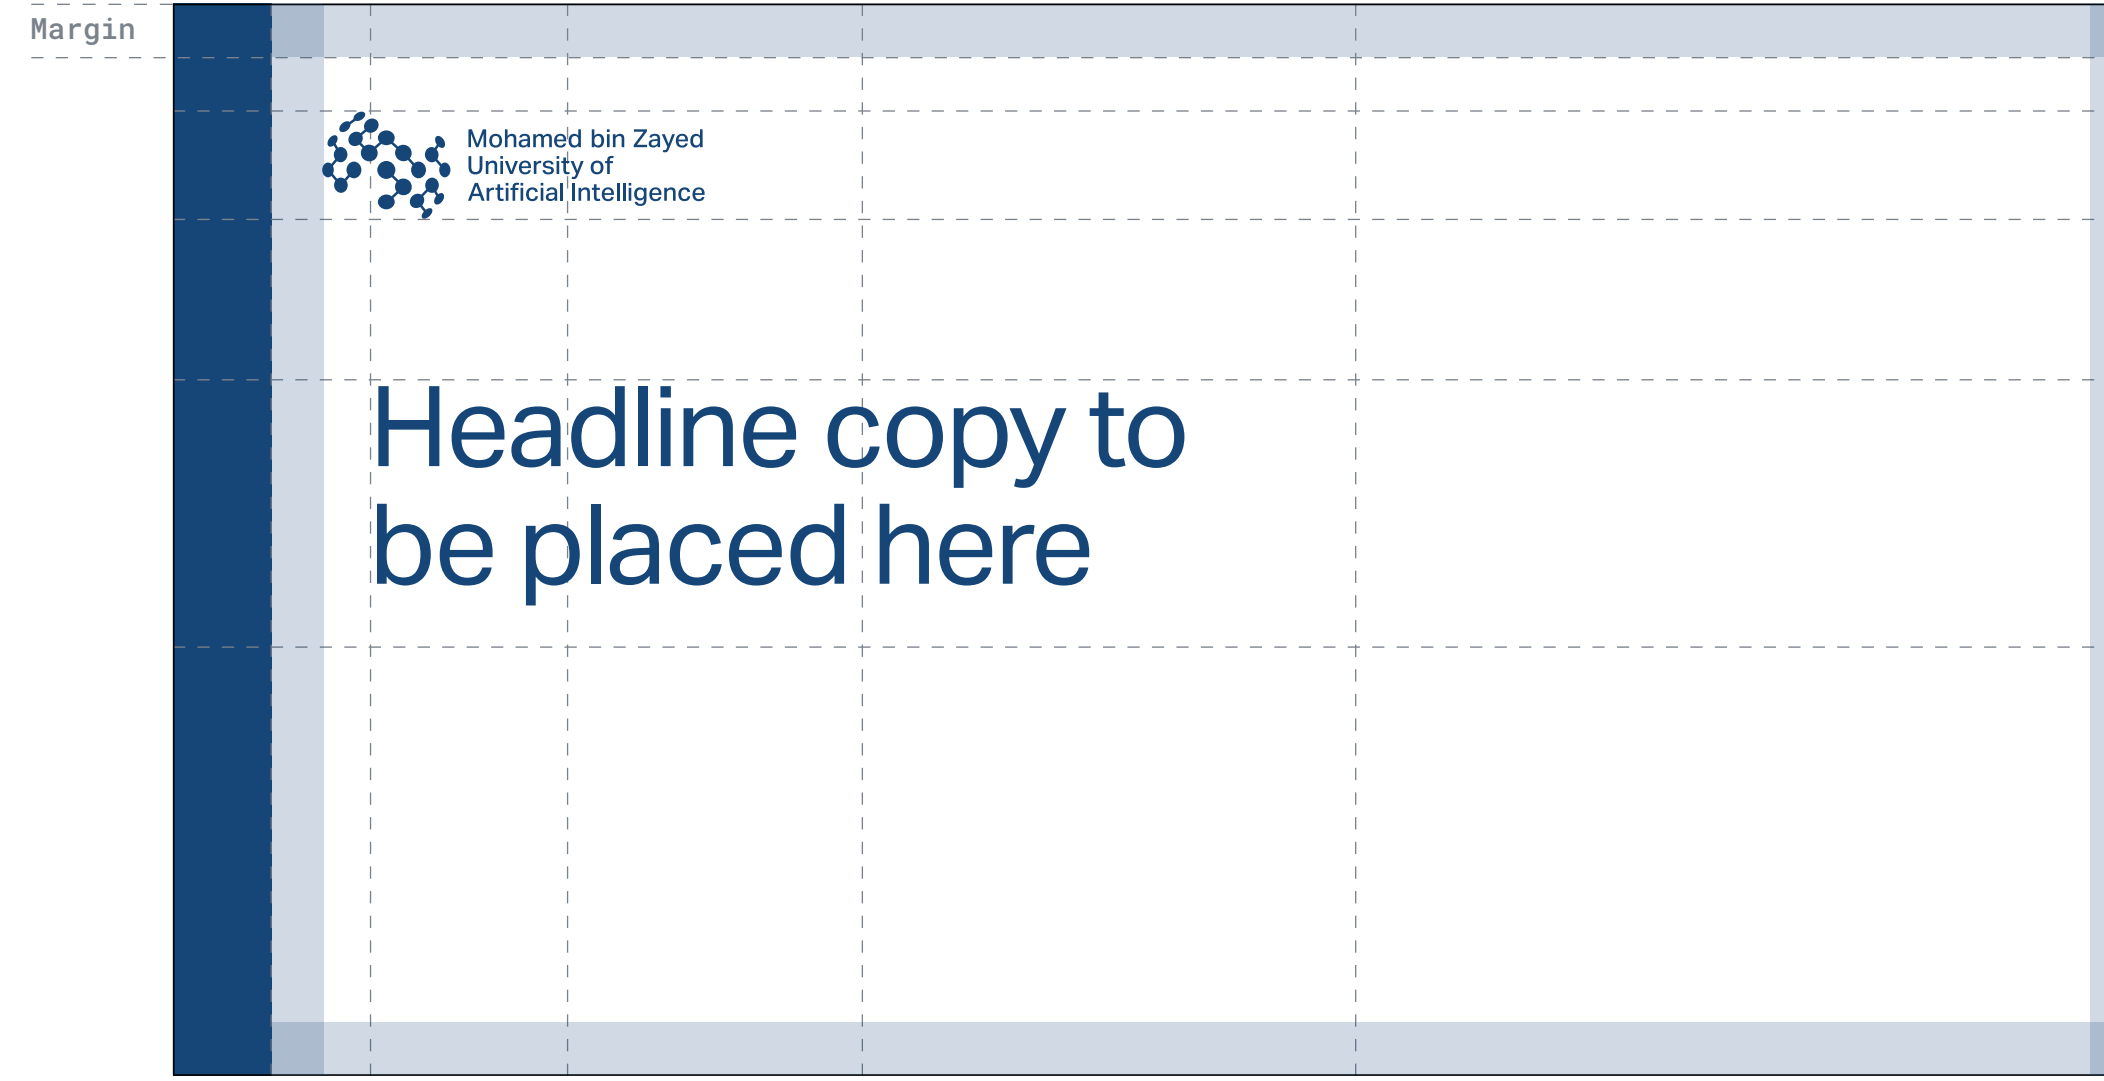 Margin
Mohamed bin Zayed
University of
Artificial Intelligence
Headline copy to
be placed here